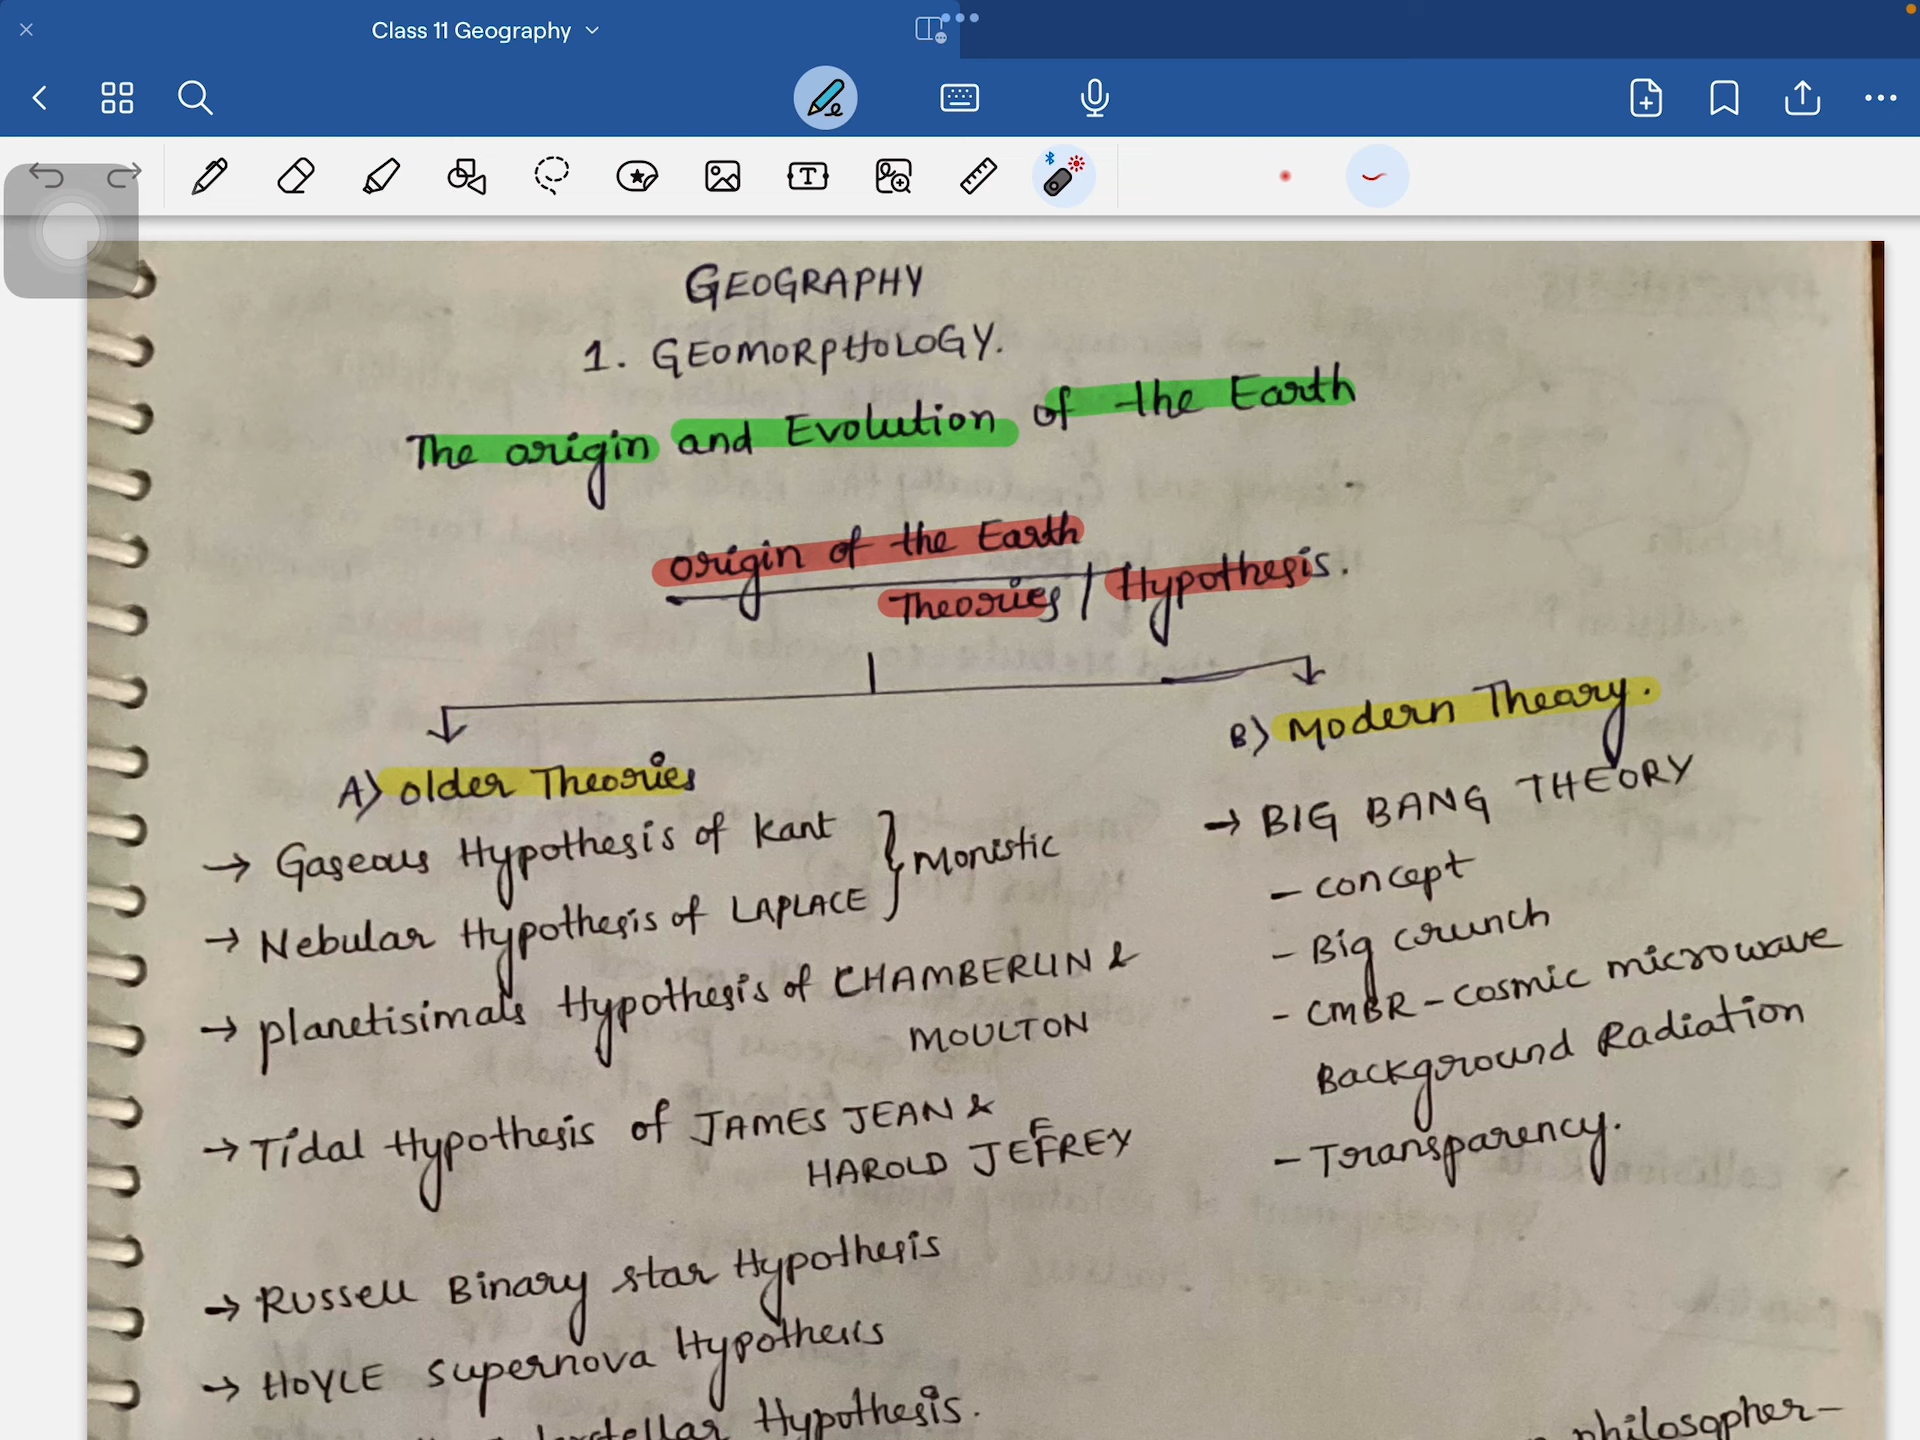 Class 11 Geography
GEOGRAPHY
1. GEOMORPHOLOGY.
The origin and Evolution of the Earth
origin of the Earth
Theories / Hypothesis.
A) older Theories
→ Gaseous Hypothesis of Kant } Monistic
→ Nebular Hypothesis of LAPLACE
→ planetisimals Hypothesis of CHAMBERLIN &
MOULTON
→ Tidal Hypothesis of JAMES JEAN &
HAROLD JEFFREY
→ Russell Binary star Hypothesis
→ HOYLE supernova Hypothesis
Hypothesis.
B) Modern Theory.
→ BIG BANG THEORY
- concept
- Big crunch
- CMBR - cosmic microwave
Background Radiation
- Transparency.
philosopher-